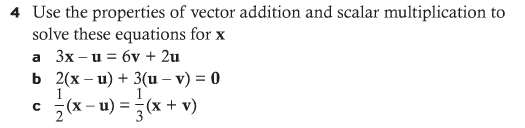 4 Use the properties of vector addition and scalar multiplication to
solve these equations for x
a 3x – u = 6v + 2u
b 2(x – u) + 3(u – v) = 0
c 1/2(x – u) = 1/3(x + v)